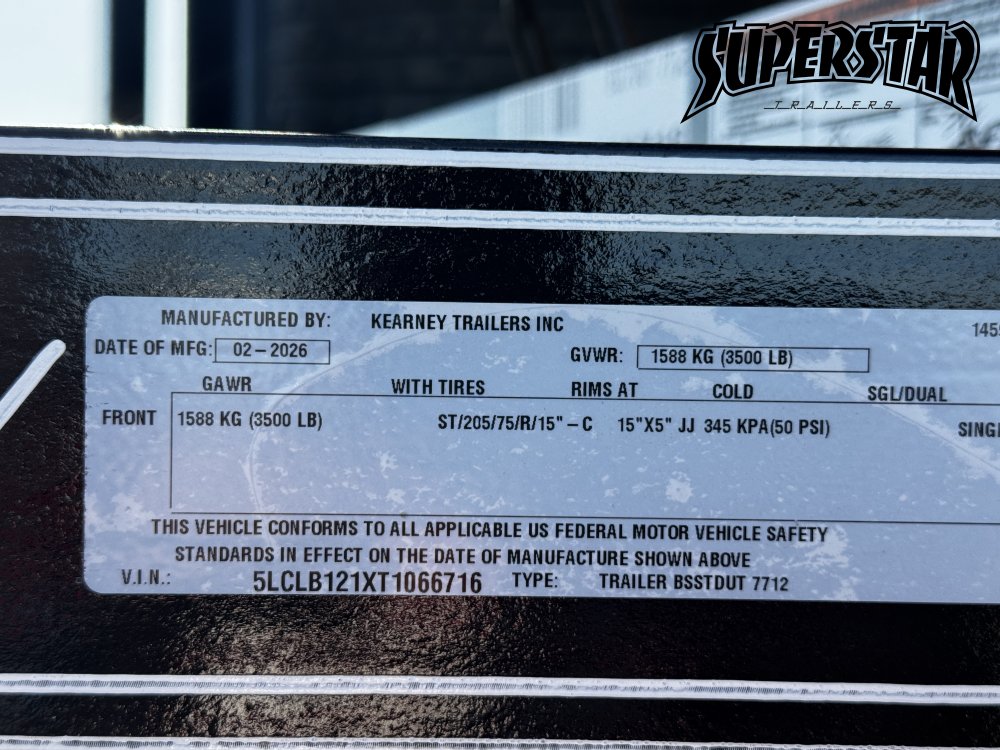 SUPERSTAR
TRAILERS
MANUFACTURED BY: KEARNEY TRAILERS INC
145
DATE OF MFG: 02-2026 GVWR: 1588 KG (3500 LB)
GAWR WITH TIRES RIMS AT COLD SGL/DUAL
FRONT 1588 KG (3500 LB) ST/205/75/R/15" - C 15"X5" JJ 345 KPA(50 PSI) SINGL
THIS VEHICLE CONFORMS TO ALL APPLICABLE US FEDERAL MOTOR VEHICLE SAFETY
STANDARDS IN EFFECT ON THE DATE OF MANUFACTURE SHOWN ABOVE
V.I.N.: 5LCLB121XT1066716 TYPE: TRAILER BSSTDUT 7712